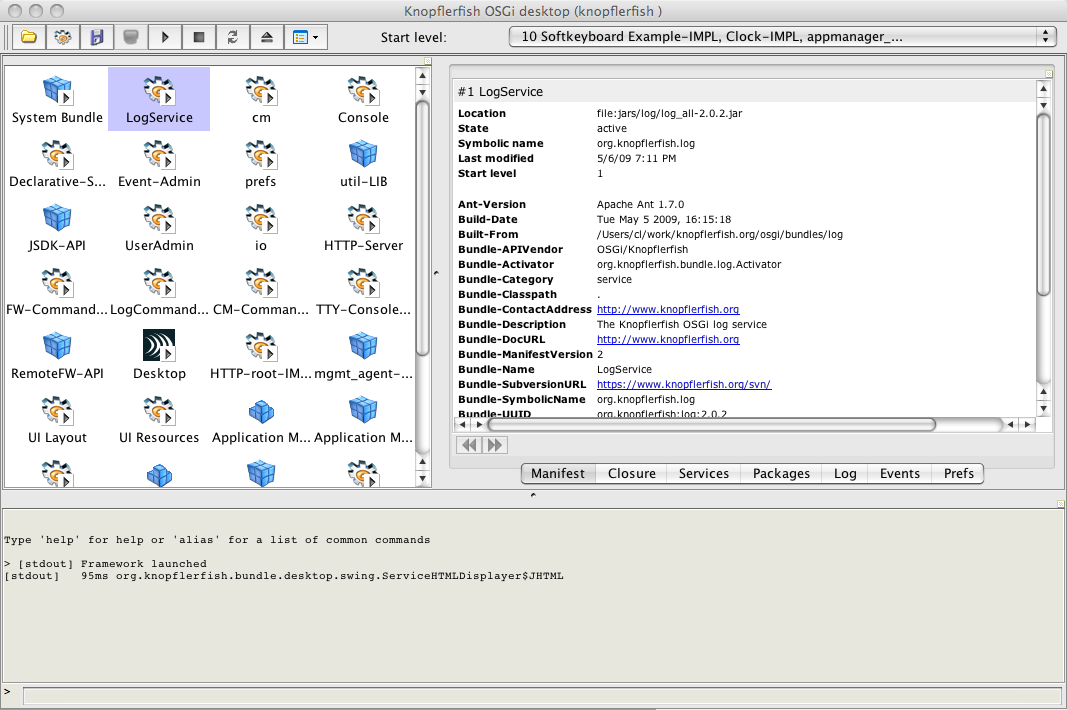 Knopflerfish OSGi desktop (knopflerfish )
Start level:
10 Softkeyboard Example-IMPL, Clock-IMPL, appmanager_...
System Bundle LogService cm Console
Declarative-S... Event-Admin prefs util-LIB
JSDK-API UserAdmin io HTTP-Server
FW-Command... LogCommand... CM-Comman... TTY-Console...
RemoteFW-API Desktop HTTP-root-IM... mgmt_agent-...
UI Layout UI Resources Application M... Application M...
#1 LogService
Location file:jars/log/log_all-2.0.2.jar
State active
Symbolic name org.knopflerfish.log
Last modified 5/6/09 7:11 PM
Start level 1
Ant-Version Apache Ant 1.7.0
Build-Date Tue May 5 2009, 16:15:18
Built-From /Users/cl/work/knopflerfish.org/osgi/bundles/log
Bundle-APIVendor OSGi/Knopflerfish
Bundle-Activator org.knopflerfish.bundle.log.Activator
Bundle-Category service
Bundle-Classpath .
Bundle-ContactAddress http://www.knopflerfish.org
Bundle-Description The Knopflerfish OSGi log service
Bundle-DocURL http://www.knopflerfish.org
Bundle-ManifestVersion 2
Bundle-Name LogService
Bundle-SubversionURL https://www.knopflerfish.org/svn/
Bundle-SymbolicName org.knopflerfish.log
Bundle-UUID org.knopflerfish:log:2.0.2
Manifest Closure Services Packages Log Events Prefs
Type 'help' for help or 'alias' for a list of common commands
> [stdout] Framework launched
[stdout] 95ms org.knopflerfish.bundle.desktop.swing.ServiceHTMLDisplayer$JHTML
>